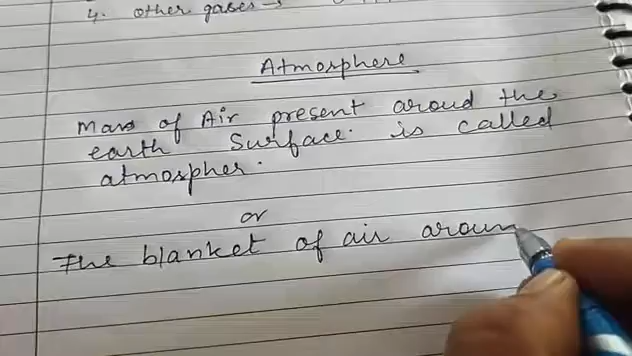 4. other gases →
Atmosphere
Mass of Air present aroud the
earth surface. is called
atmospher.
or
The blanket of air aroun